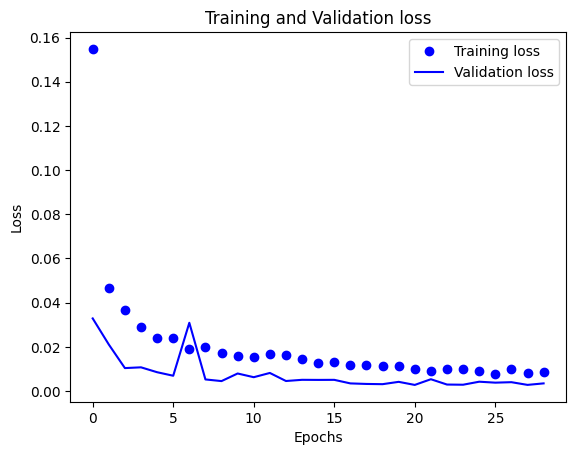 Training and Validation loss
Training loss
Validation loss
0.16
0.14
0.12
0.10
0.08
0.06
0.04
0.02
0.00
Loss
0 5 10 15 20 25
Epochs